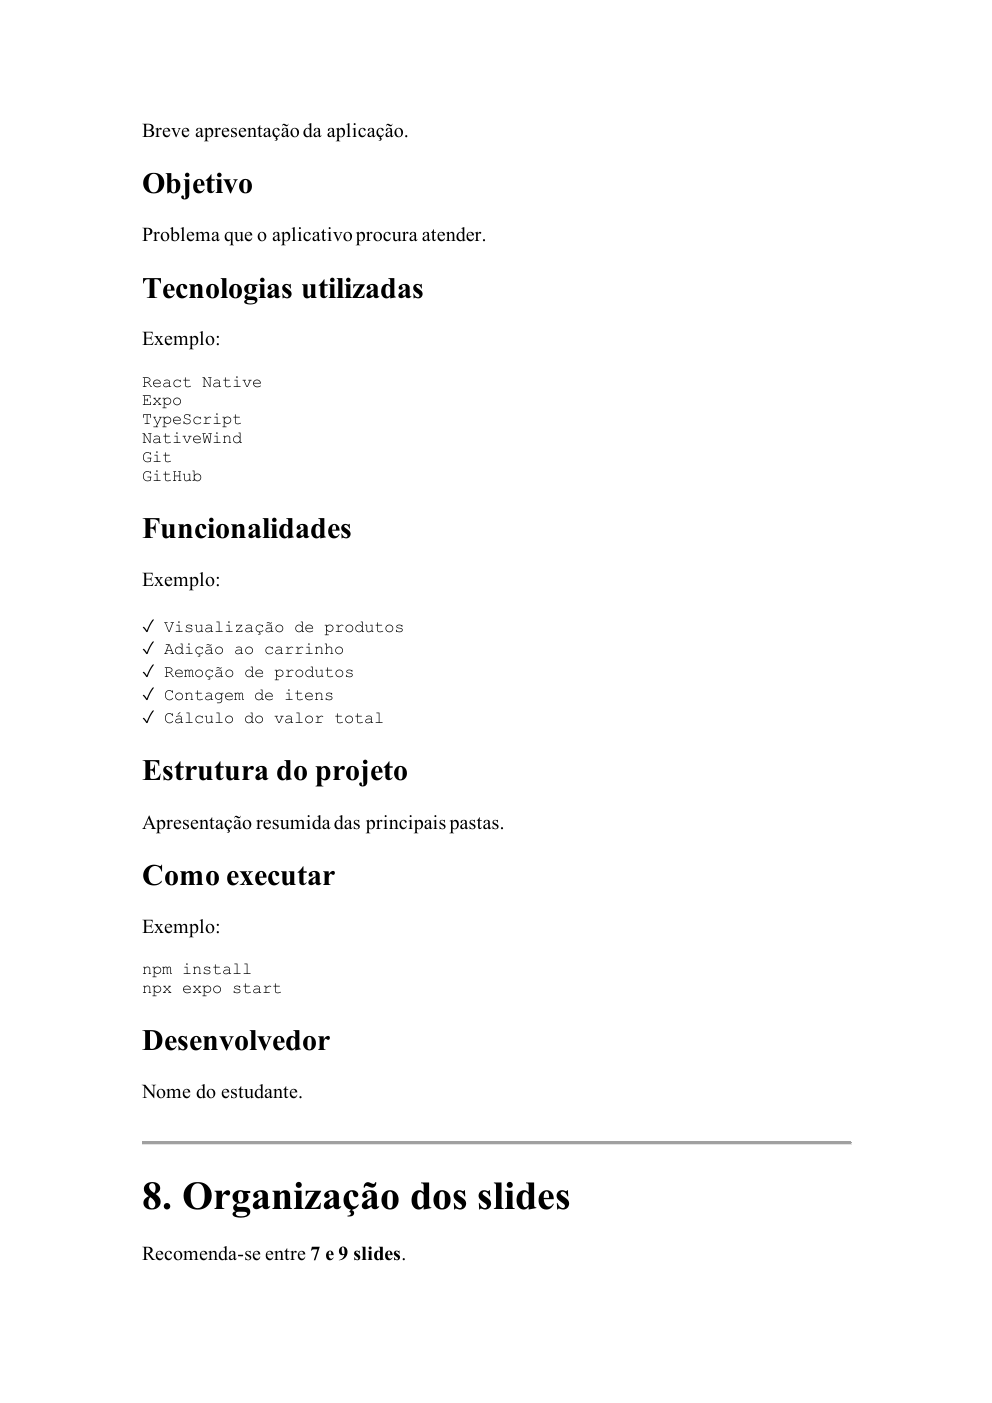 Breve apresentação da aplicação.
Objetivo
Problema que o aplicativo procura atender.
Tecnologias utilizadas
Exemplo:
React Native
Expo
TypeScript
NativeWind
Git
GitHub
Funcionalidades
Exemplo:
✓ Visualização de produtos
✓ Adição ao carrinho
✓ Remoção de produtos
✓ Contagem de itens
✓ Cálculo do valor total
Estrutura do projeto
Apresentação resumida das principais pastas.
Como executar
Exemplo:
npm install
npx expo start
Desenvolvedor
Nome do estudante.
8. Organização dos slides
Recomenda-se entre 7 e 9 slides.